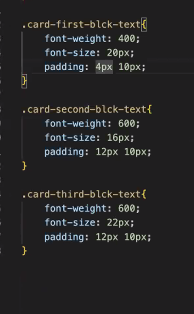 .card-first-blck-text{
font-weight: 400;
font-size: 20px;
padding: 4px 10px;
}
.card-second-blck-text{
font-weight: 600;
font-size: 16px;
padding: 12px 10px;
}
.card-third-blck-text{
font-weight: 600;
font-size: 22px;
padding: 12px 10px;
}